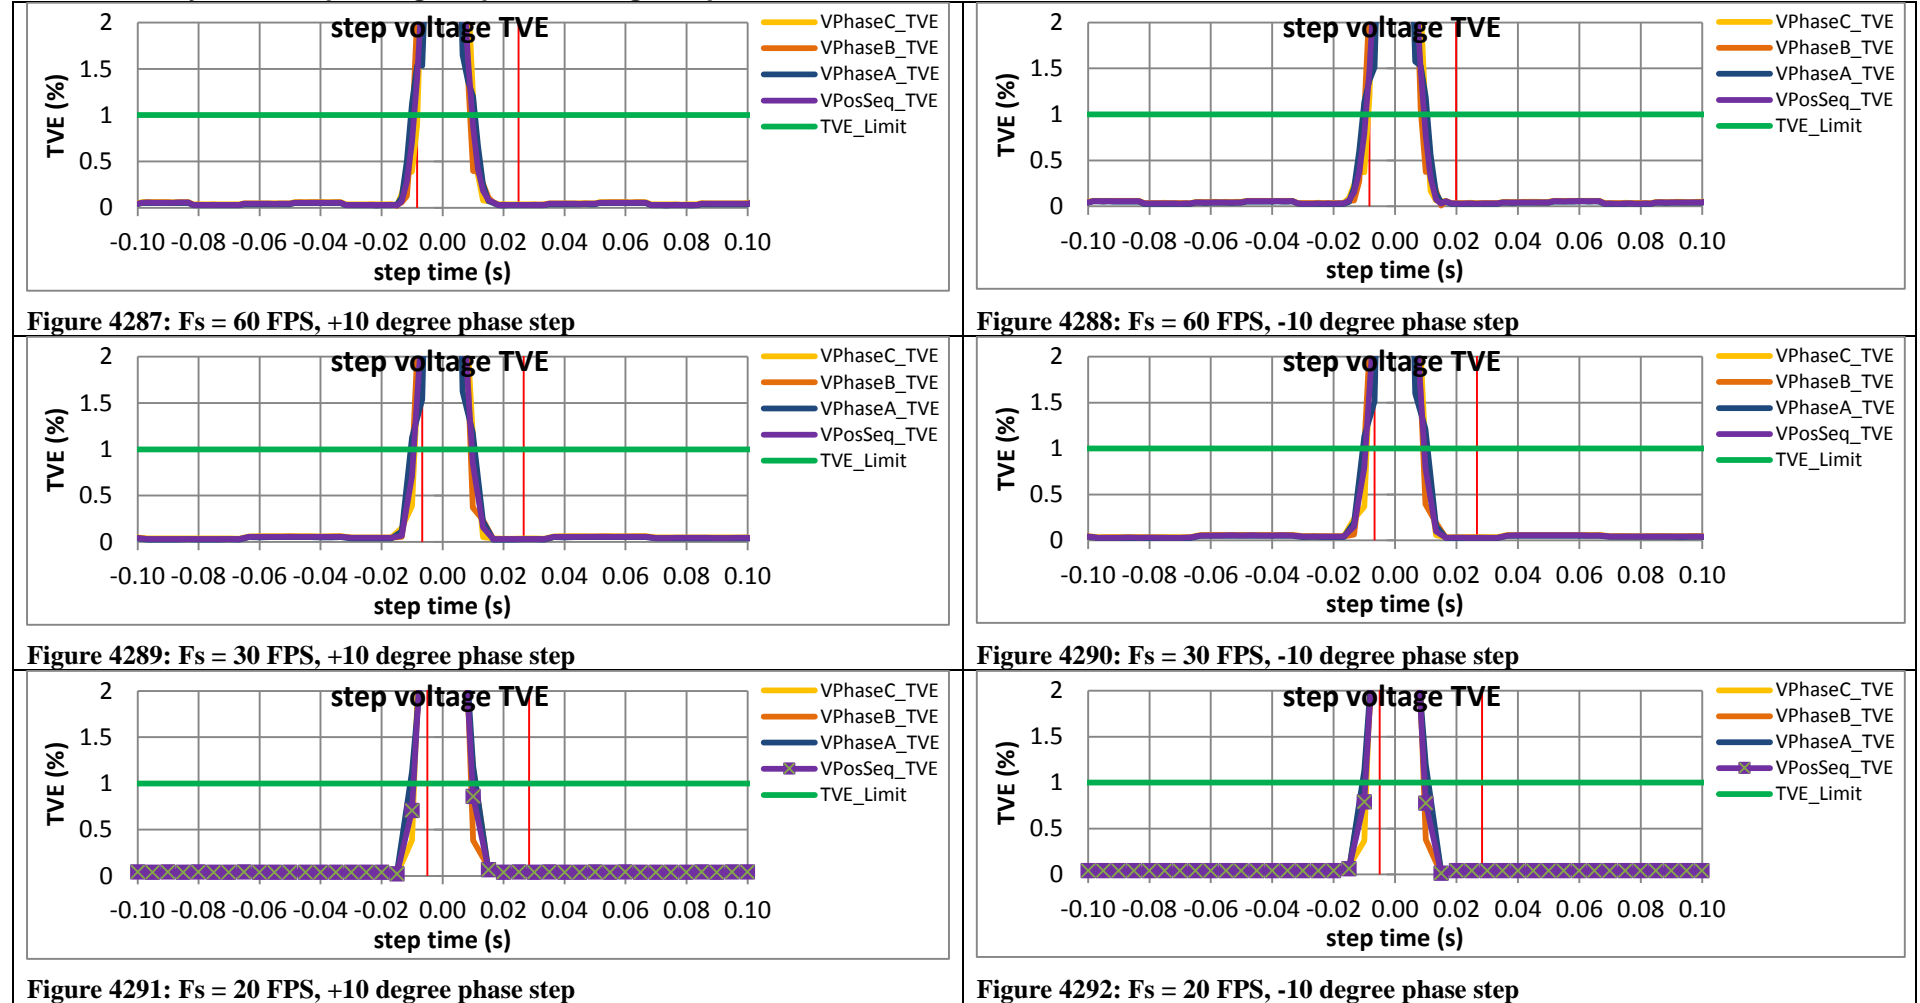 step voltage TVE
2
1.5
1
0.5
0
TVE (%)
-0.10 -0.08 -0.06 -0.04 -0.02 0.00 0.02 0.04 0.06 0.08 0.10
step time (s)
VPhaseC_TVE
VPhaseB_TVE
VPhaseA_TVE
VPosSeq_TVE
TVE_Limit
Figure 4287: Fs = 60 FPS, +10 degree phase step
step voltage TVE
2
1.5
1
0.5
0
TVE (%)
-0.10 -0.08 -0.06 -0.04 -0.02 0.00 0.02 0.04 0.06 0.08 0.10
step time (s)
VPhaseC_TVE
VPhaseB_TVE
VPhaseA_TVE
VPosSeq_TVE
TVE_Limit
Figure 4288: Fs = 60 FPS, -10 degree phase step
step voltage TVE
2
1.5
1
0.5
0
TVE (%)
-0.10 -0.08 -0.06 -0.04 -0.02 0.00 0.02 0.04 0.06 0.08 0.10
step time (s)
VPhaseC_TVE
VPhaseB_TVE
VPhaseA_TVE
VPosSeq_TVE
TVE_Limit
Figure 4289: Fs = 30 FPS, +10 degree phase step
step voltage TVE
2
1.5
1
0.5
0
TVE (%)
-0.10 -0.08 -0.06 -0.04 -0.02 0.00 0.02 0.04 0.06 0.08 0.10
step time (s)
VPhaseC_TVE
VPhaseB_TVE
VPhaseA_TVE
VPosSeq_TVE
TVE_Limit
Figure 4290: Fs = 30 FPS, -10 degree phase step
step voltage TVE
2
1.5
1
0.5
0
TVE (%)
-0.10 -0.08 -0.06 -0.04 -0.02 0.00 0.02 0.04 0.06 0.08 0.10
step time (s)
VPhaseC_TVE
VPhaseB_TVE
VPhaseA_TVE
VPosSeq_TVE
TVE_Limit
Figure 4291: Fs = 20 FPS, +10 degree phase step
step voltage TVE
2
1.5
1
0.5
0
TVE (%)
-0.10 -0.08 -0.06 -0.04 -0.02 0.00 0.02 0.04 0.06 0.08 0.10
step time (s)
VPhaseC_TVE
VPhaseB_TVE
VPhaseA_TVE
VPosSeq_TVE
TVE_Limit
Figure 4292: Fs = 20 FPS, -10 degree phase step